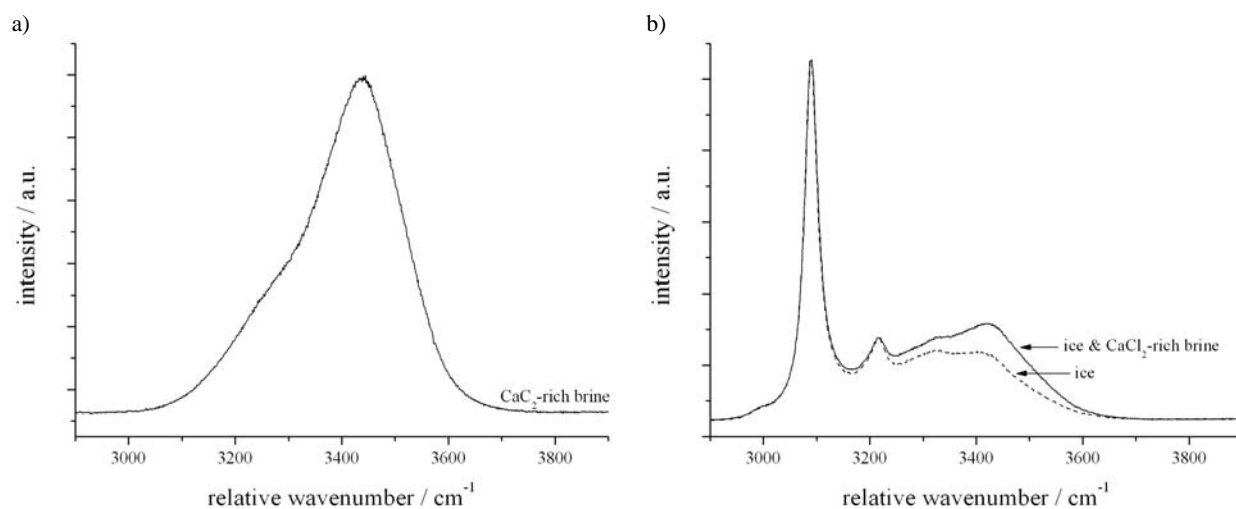 a)
intensity / a.u.
CaC2-rich brine
3000 3200 3400 3600 3800
relative wavenumber / cm-1
b)
intensity / a.u.
ice & CaCl2-rich brine
ice
3000 3200 3400 3600 3800
relative wavenumber / cm-1